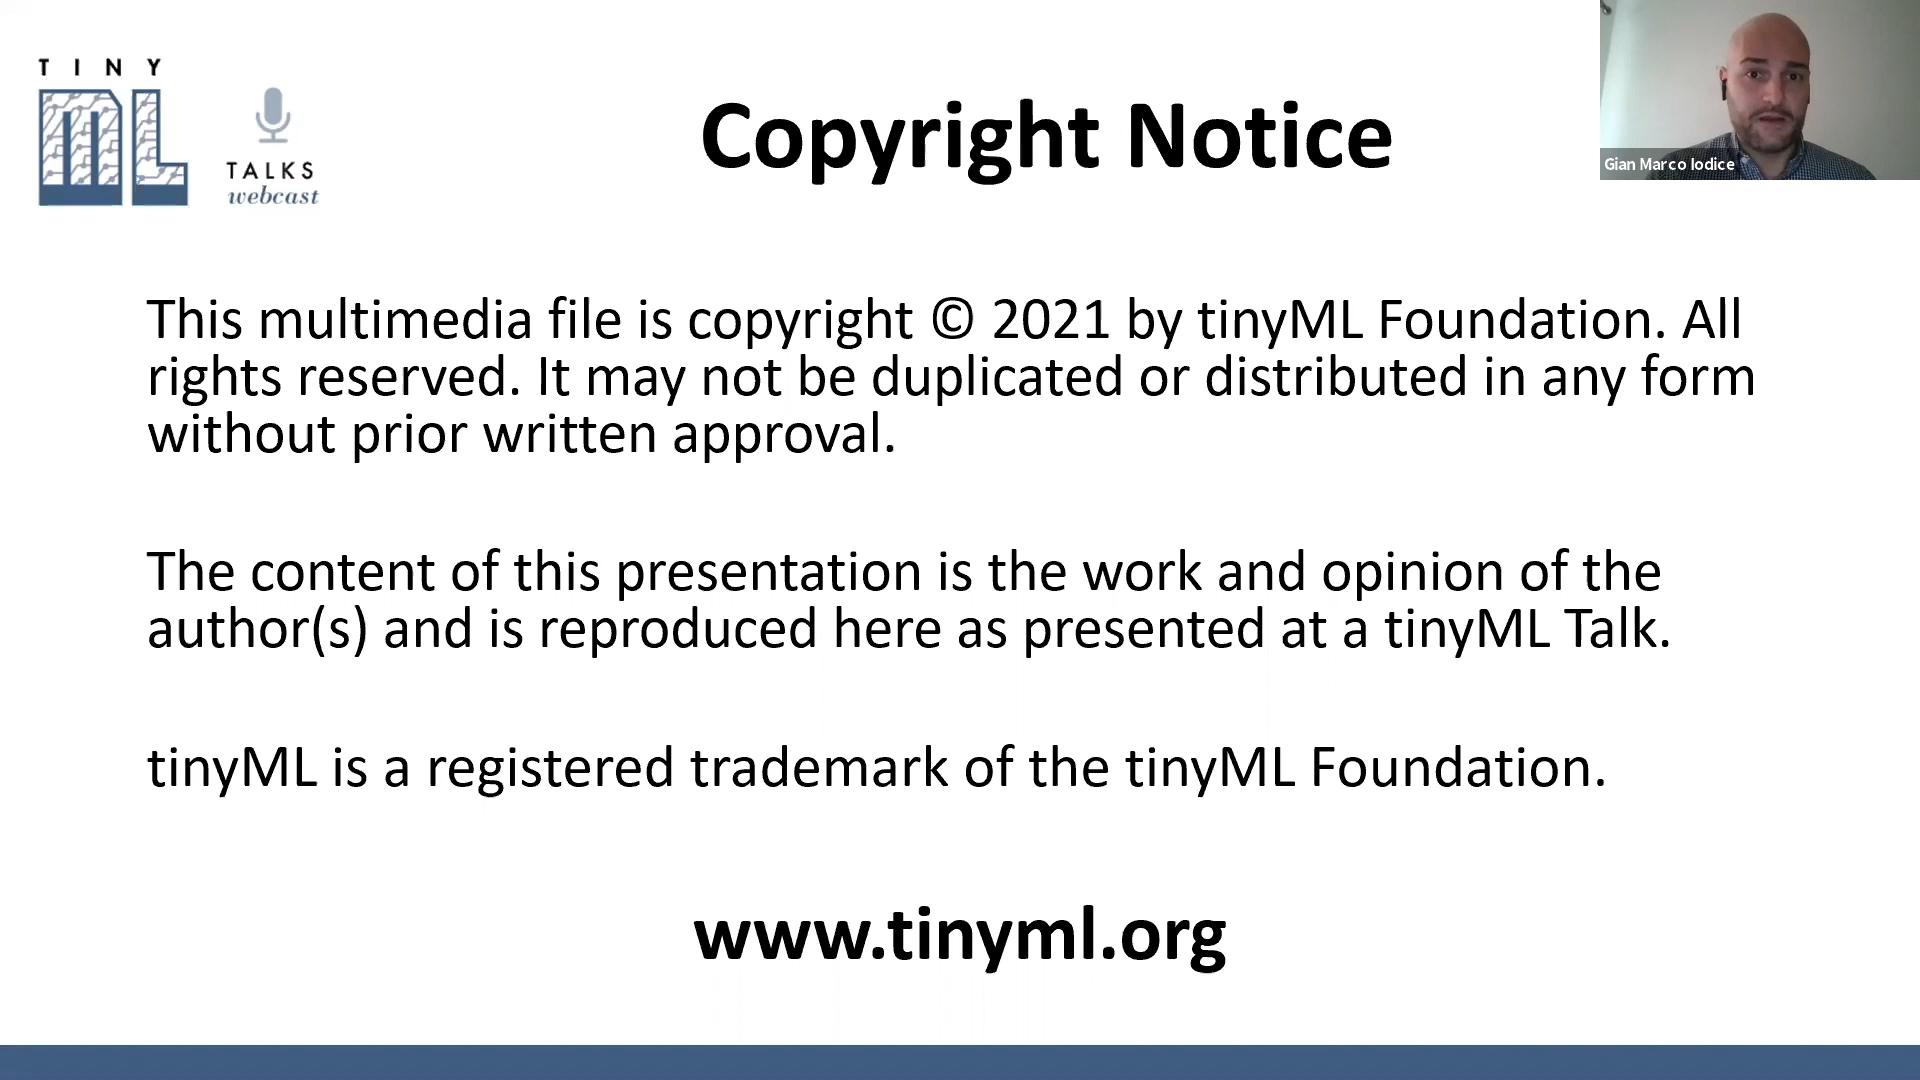 TINY
ML
TALKS
webcast
Copyright Notice
Gian Marco Iodice
This multimedia file is copyright © 2021 by tinyML Foundation. All
rights reserved. It may not be duplicated or distributed in any form
without prior written approval.
The content of this presentation is the work and opinion of the
author(s) and is reproduced here as presented at a tinyML Talk.
tinyML is a registered trademark of the tinyML Foundation.
www.tinyml.org